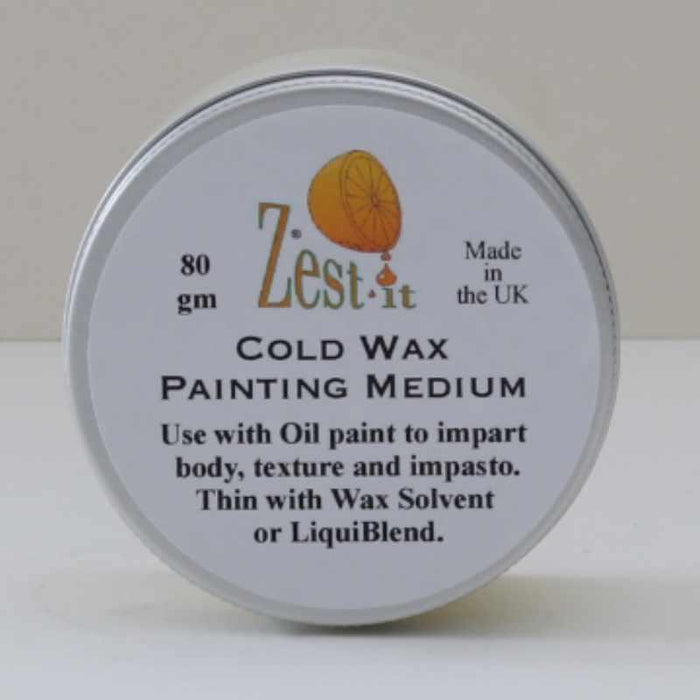 Zest·it®
80
gm
Made
in
the UK
COLD WAX
PAINTING MEDIUM
Use with Oil paint to impart
body, texture and impasto.
Thin with Wax Solvent
or LiquiBlend.